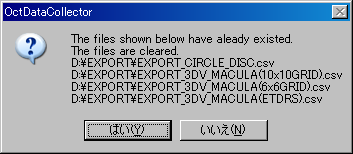 OctDataCollector
The files shown below have aleady existed.
The files are cleared.
D:¥EXPORT¥EXPORT_CIRCLE_DISC.csv
D:¥EXPORT¥EXPORT_3DV_MACULA(10x10GRID).csv
D:¥EXPORT¥EXPORT_3DV_MACULA(6x6GRID).csv
D:¥EXPORT¥EXPORT_3DV_MACULA(ETDRS).csv
はい(Y) いいえ(N)